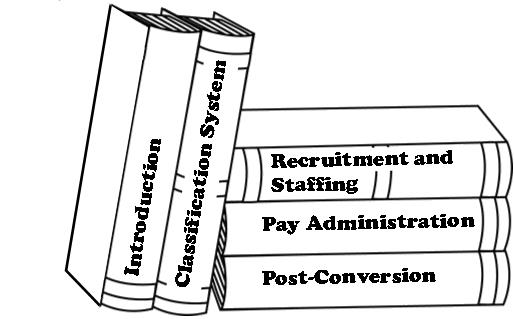 Introduction
Classification System
Recruitment and
Staffing
Pay Administration
Post-Conversion